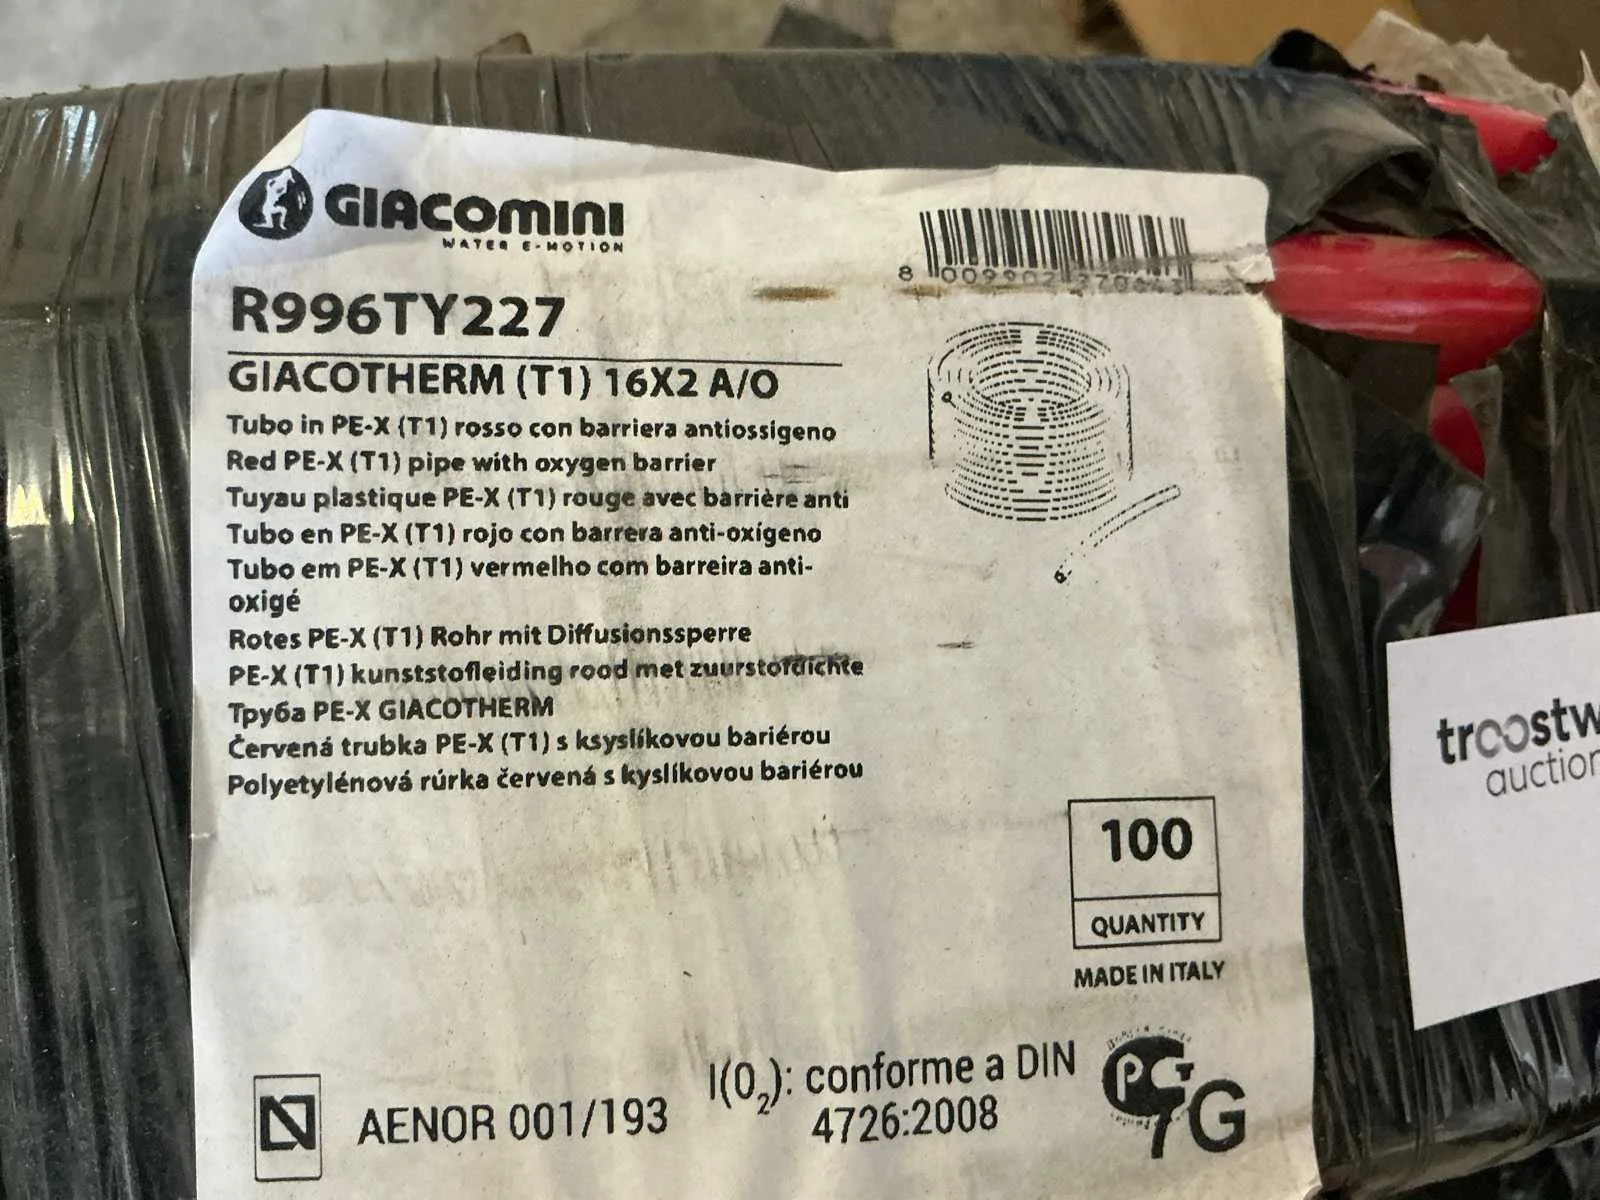 GIACOMINI
WATER E-MOTION
8 009902 270643
R996TY227
GIACOTHERM (T1) 16X2 A/O
Tubo in PE-X (T1) rosso con barriera antiossigeno
Red PE-X (T1) pipe with oxygen barrier
Tuyau plastique PE-X (T1) rouge avec barrière anti
Tubo en PE-X (T1) rojo con barrera anti-oxígeno
Tubo em PE-X (T1) vermelho com barreira anti-
oxigé
Rotes PE-X (T1) Rohr mit Diffusionssperre
PE-X (T1) kunststofleiding rood met zuurstofdichte
Труба PE-X GIACOTHERM
Červená trubka PE-X (T1) s ksyslíkovou bariérou
Polyetylénová rúrka červená s kyslíkovou bariérou
100
QUANTITY
MADE IN ITALY
AENOR 001/193
I(O₂): conforme a DIN
4726:2008
troostw
auction